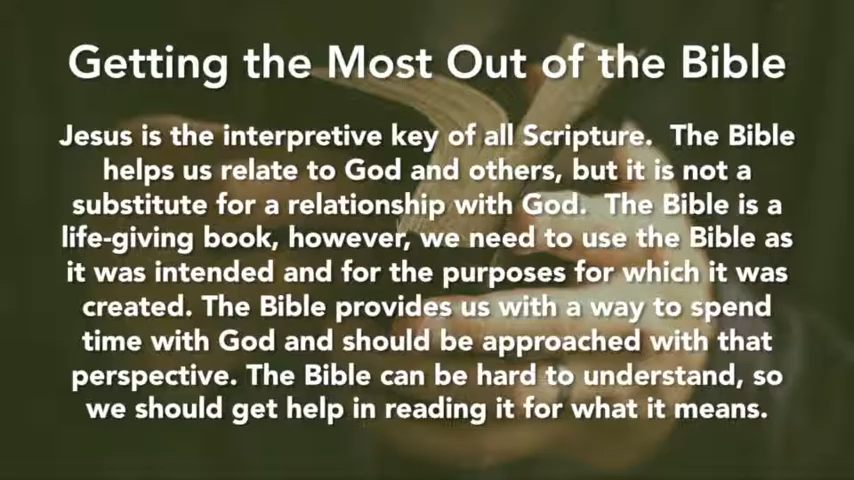 Getting the Most Out of the Bible
Jesus is the interpretive key of all Scripture.  The Bible
helps us relate to God and others, but it is not a
substitute for a relationship with God.  The Bible is a
life-giving book, however, we need to use the Bible as
it was intended and for the purposes for which it was
created. The Bible provides us with a way to spend
time with God and should be approached with that
perspective. The Bible can be hard to understand, so
we should get help in reading it for what it means.